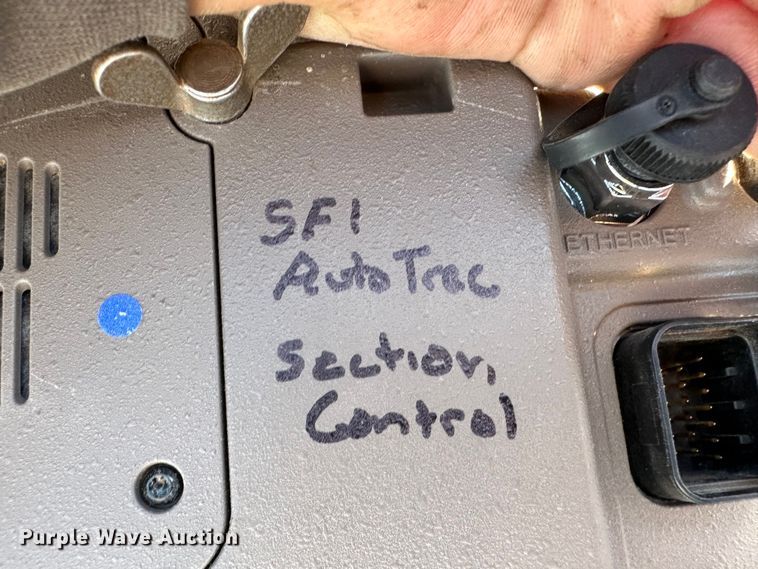 SF1
AutoTrac
ETHERNET
Section
Control
Purple Wave Auction